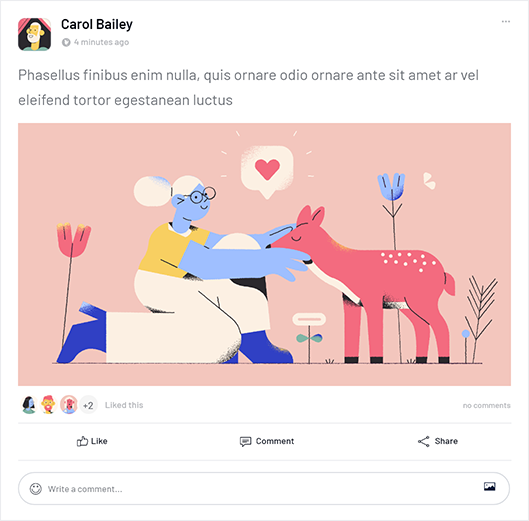 Carol Bailey
4 minutes ago
Phasellus finibus enim nulla, quis ornare odio ornare ante sit amet ar vel
eleifend tortor egestanean luctus
+2 Liked this no comments
Like Comment Share
Write a comment...